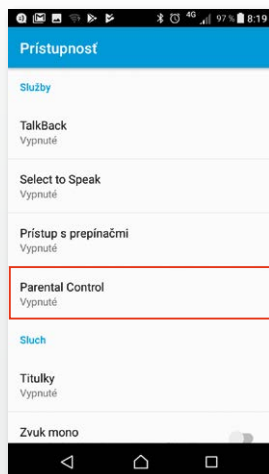 4G 97 % 8:19
Prístupnosť
Služby
TalkBack
Vypnuté
Select to Speak
Vypnuté
Prístup s prepínačmi
Vypnuté
Parental Control
Vypnuté
Sluch
Titulky
Vypnuté
Zvuk mono